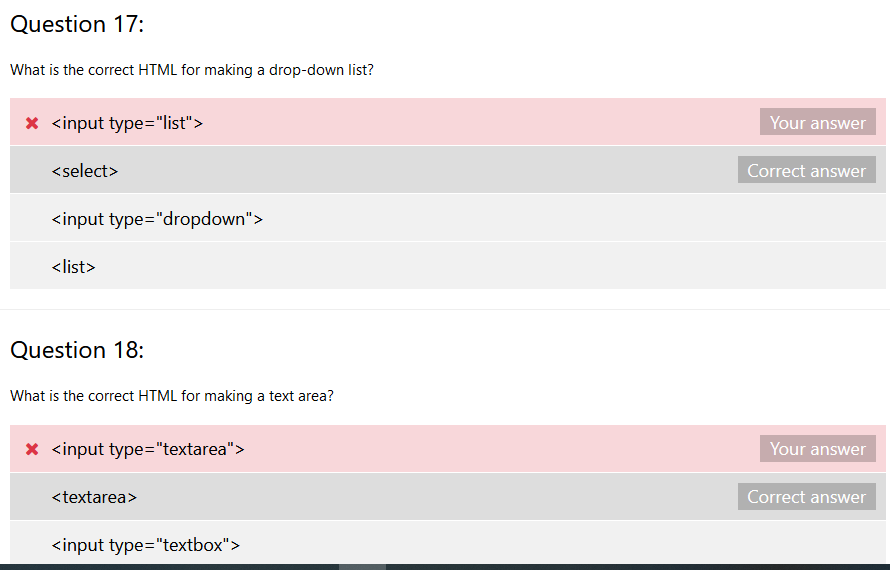 Question 17:
What is the correct HTML for making a drop-down list?
✖ <input type="list"> Your answer
<select> Correct answer
<input type="dropdown">
<list>
Question 18:
What is the correct HTML for making a text area?
✖ <input type="textarea"> Your answer
<textarea> Correct answer
<input type="textbox">